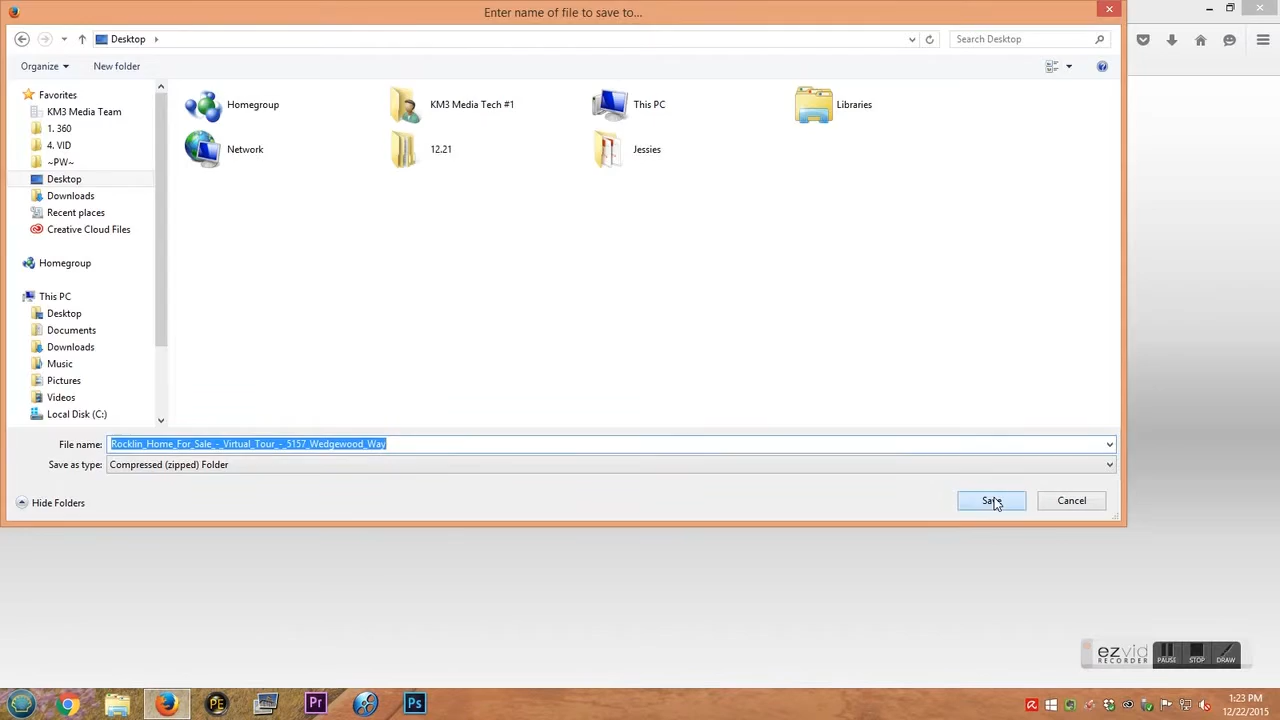 Enter name of file to save to...
Desktop
Search Desktop
Organize
New folder
Favorites
KM3 Media Team
1. 360
4. VID
~PW~
Desktop
Downloads
Recent places
Creative Cloud Files
Homegroup
This PC
Desktop
Documents
Downloads
Music
Pictures
Videos
Local Disk (C:)
Homegroup
KM3 Media Tech #1
This PC
Libraries
Network
12.21
Jessies
File name:
Rocklin_Home_For_Sale_-_Virtual_Tour_-_5157_Wedgewood_Way
Save as type:
Compressed (zipped) Folder
Hide Folders
Save
Cancel
ezvid
RECORDER
PAUSE
STOP
DRAW
PE
Pr
Ps
1:23 PM
12/22/2015